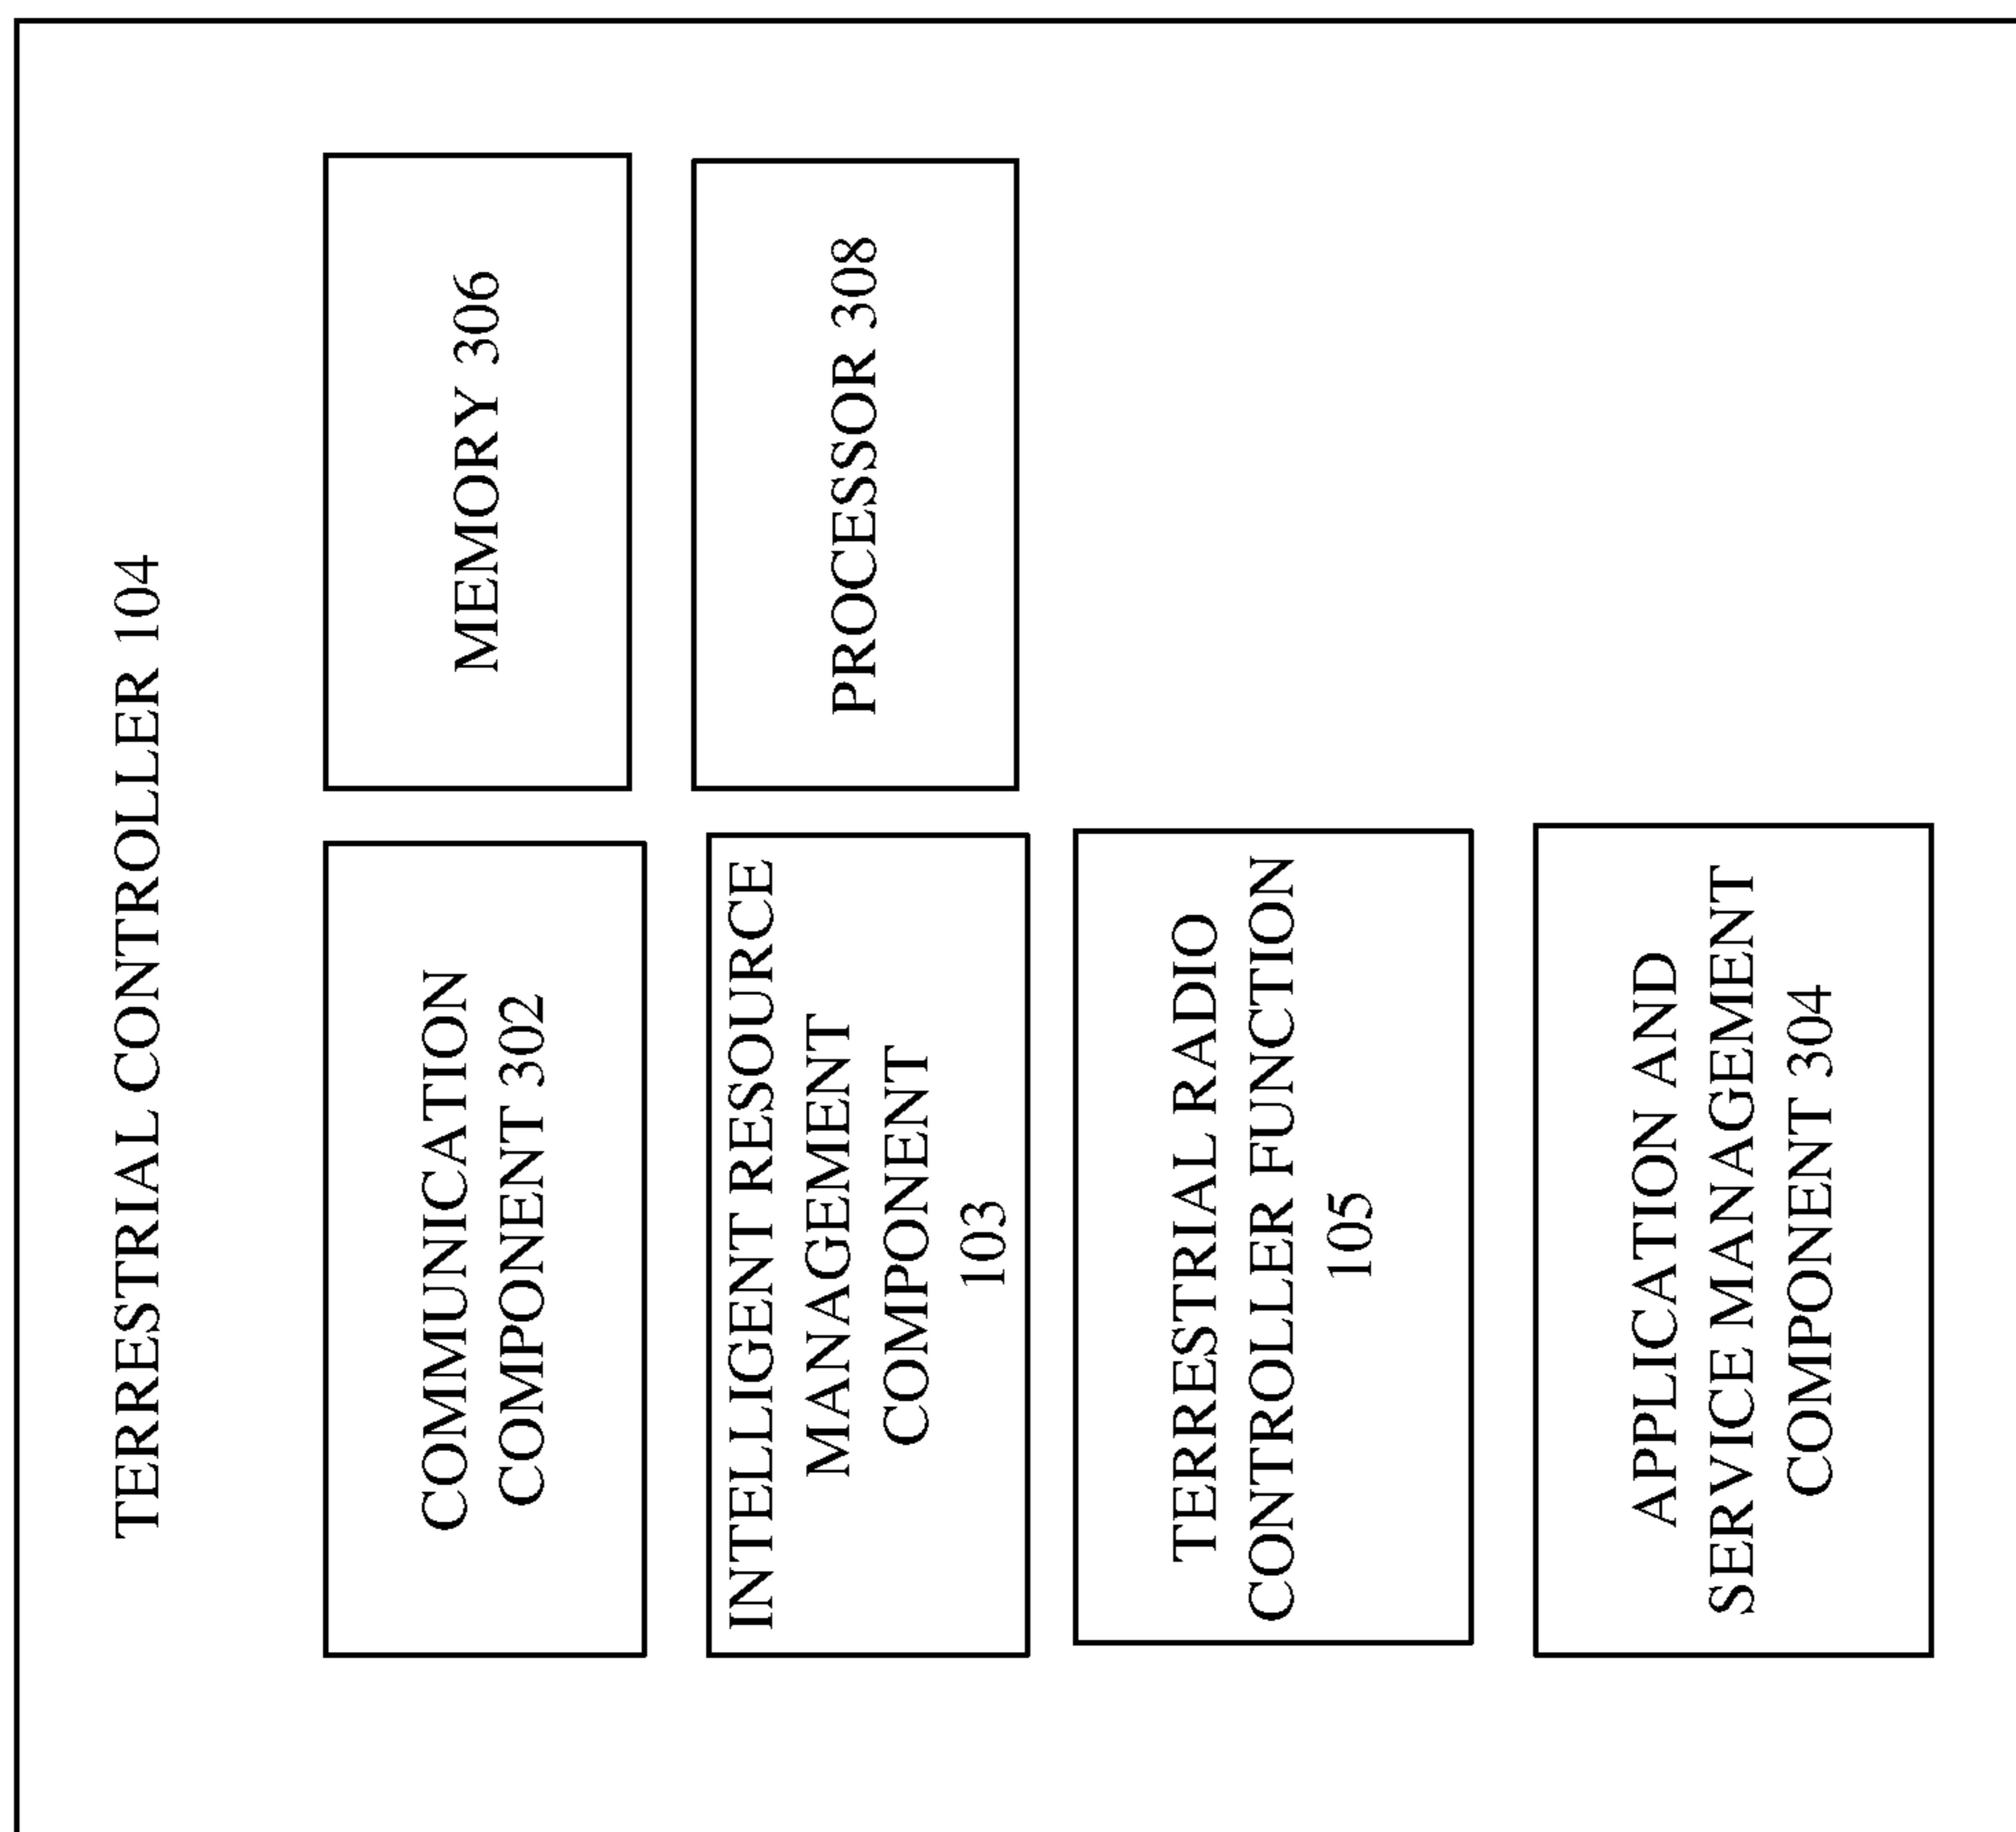 TERRESTRIAL CONTROLLER 104
COMMUNICATION
COMPONENT 302
MEMORY 306
INTELLIGENT RESOURCE
MANAGEMENT
COMPONENT
103
PROCESSOR 308
TERRESTRIAL RADIO
CONTROLLER FUNCTION
105
APPLICATION AND
SERVICE MANAGEMENT
COMPONENT 304